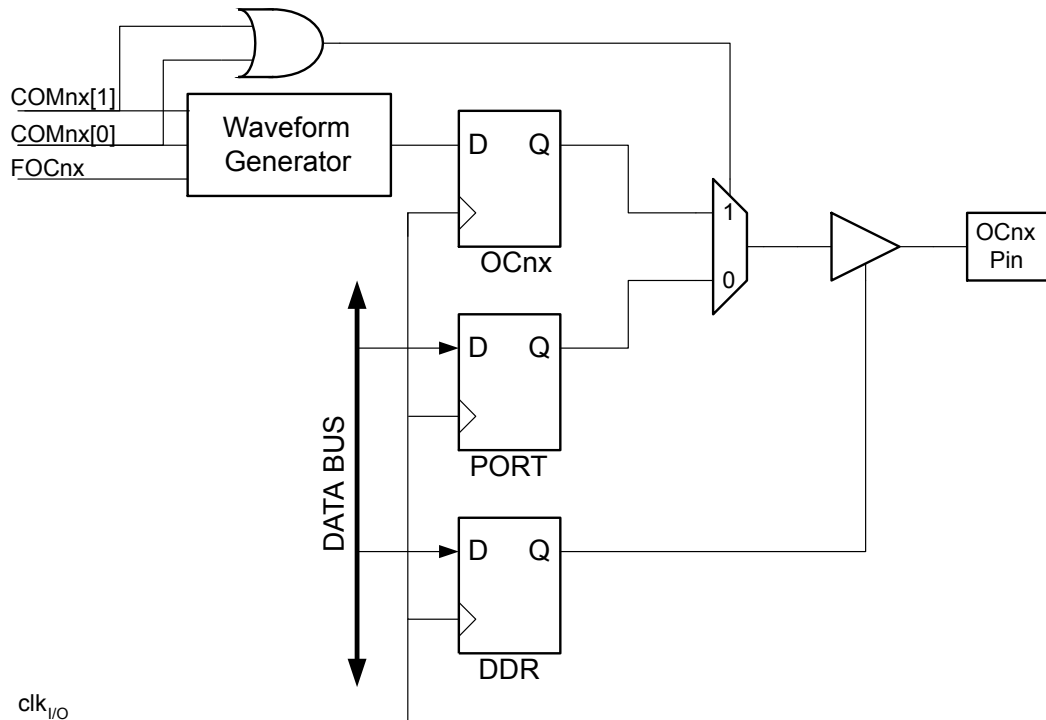 COMnx[1]
COMnx[0]
FOCnx
Waveform
Generator
D Q
OCnx
1
0
OCnx
Pin
D Q
PORT
DATA BUS
D Q
DDR
clkI/O